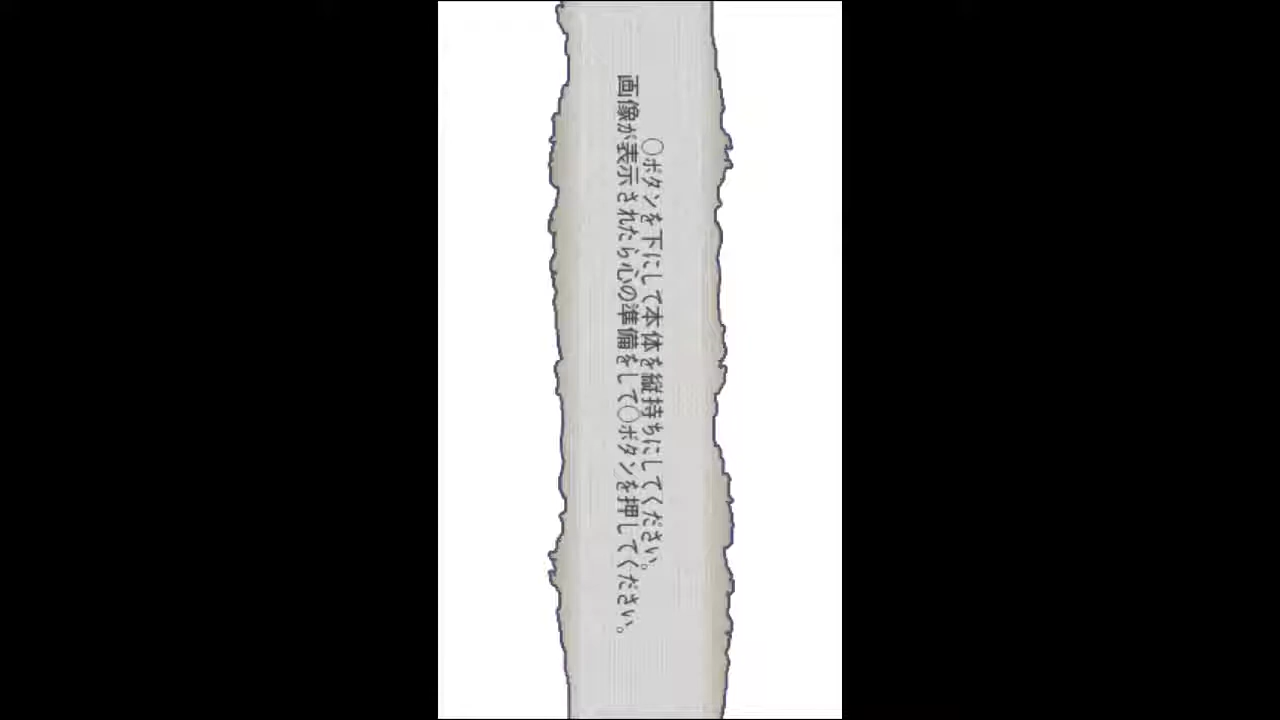 ○ボタンを下にして本体を縦持ちにしてください。
画像が表示されたら心の準備をして○ボタンを押してください。